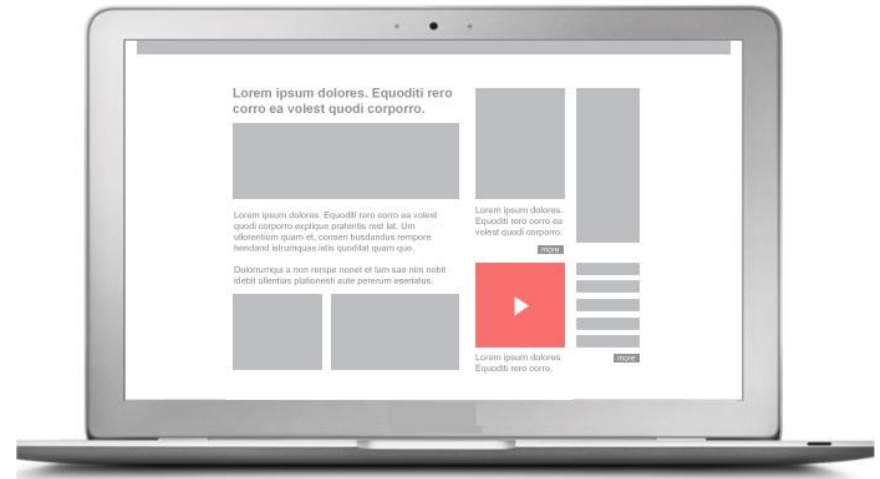 Lorem ipsum dolores. Equoditi rero
corro ea volest quodi corporro.
Lorem ipsum dolores. Equoditi rero corro ea volest
quodi corporro explique pratentis rest lat. Um
ullorentium quam et, conseri busdandus rempore
hendand istrumquas istis quoditat quam que.
Dolorrumqui a non rerspe nonet et lam sae nim nobit
idebit ullentias plationesti aute pererum eseriatus.
Lorem ipsum dolores.
Equoditi rero corro ea
volest quodi corporro.
more
Lorem ipsum dolores.
Equoditi rero corro.
more